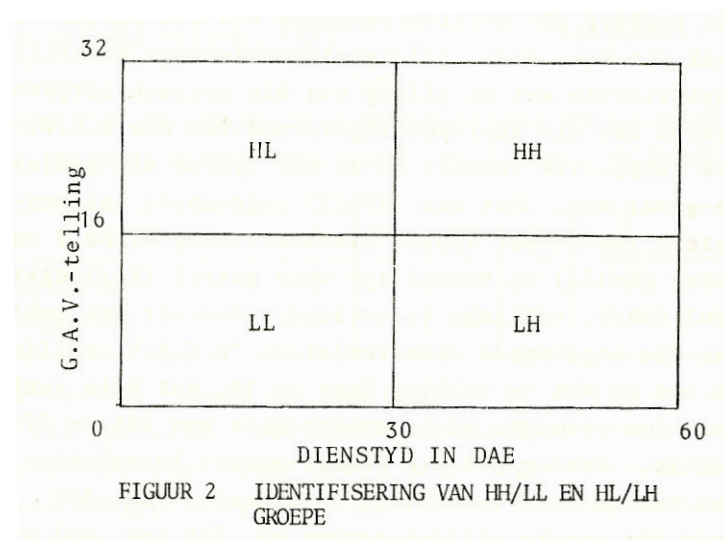 32
HL HH
G.A.V.-telling
16
LL LH
0 30 60
DIENSTYD IN DAE
FIGUUR 2 IDENTIFISERING VAN HH/LL EN HL/LH
GROEPE